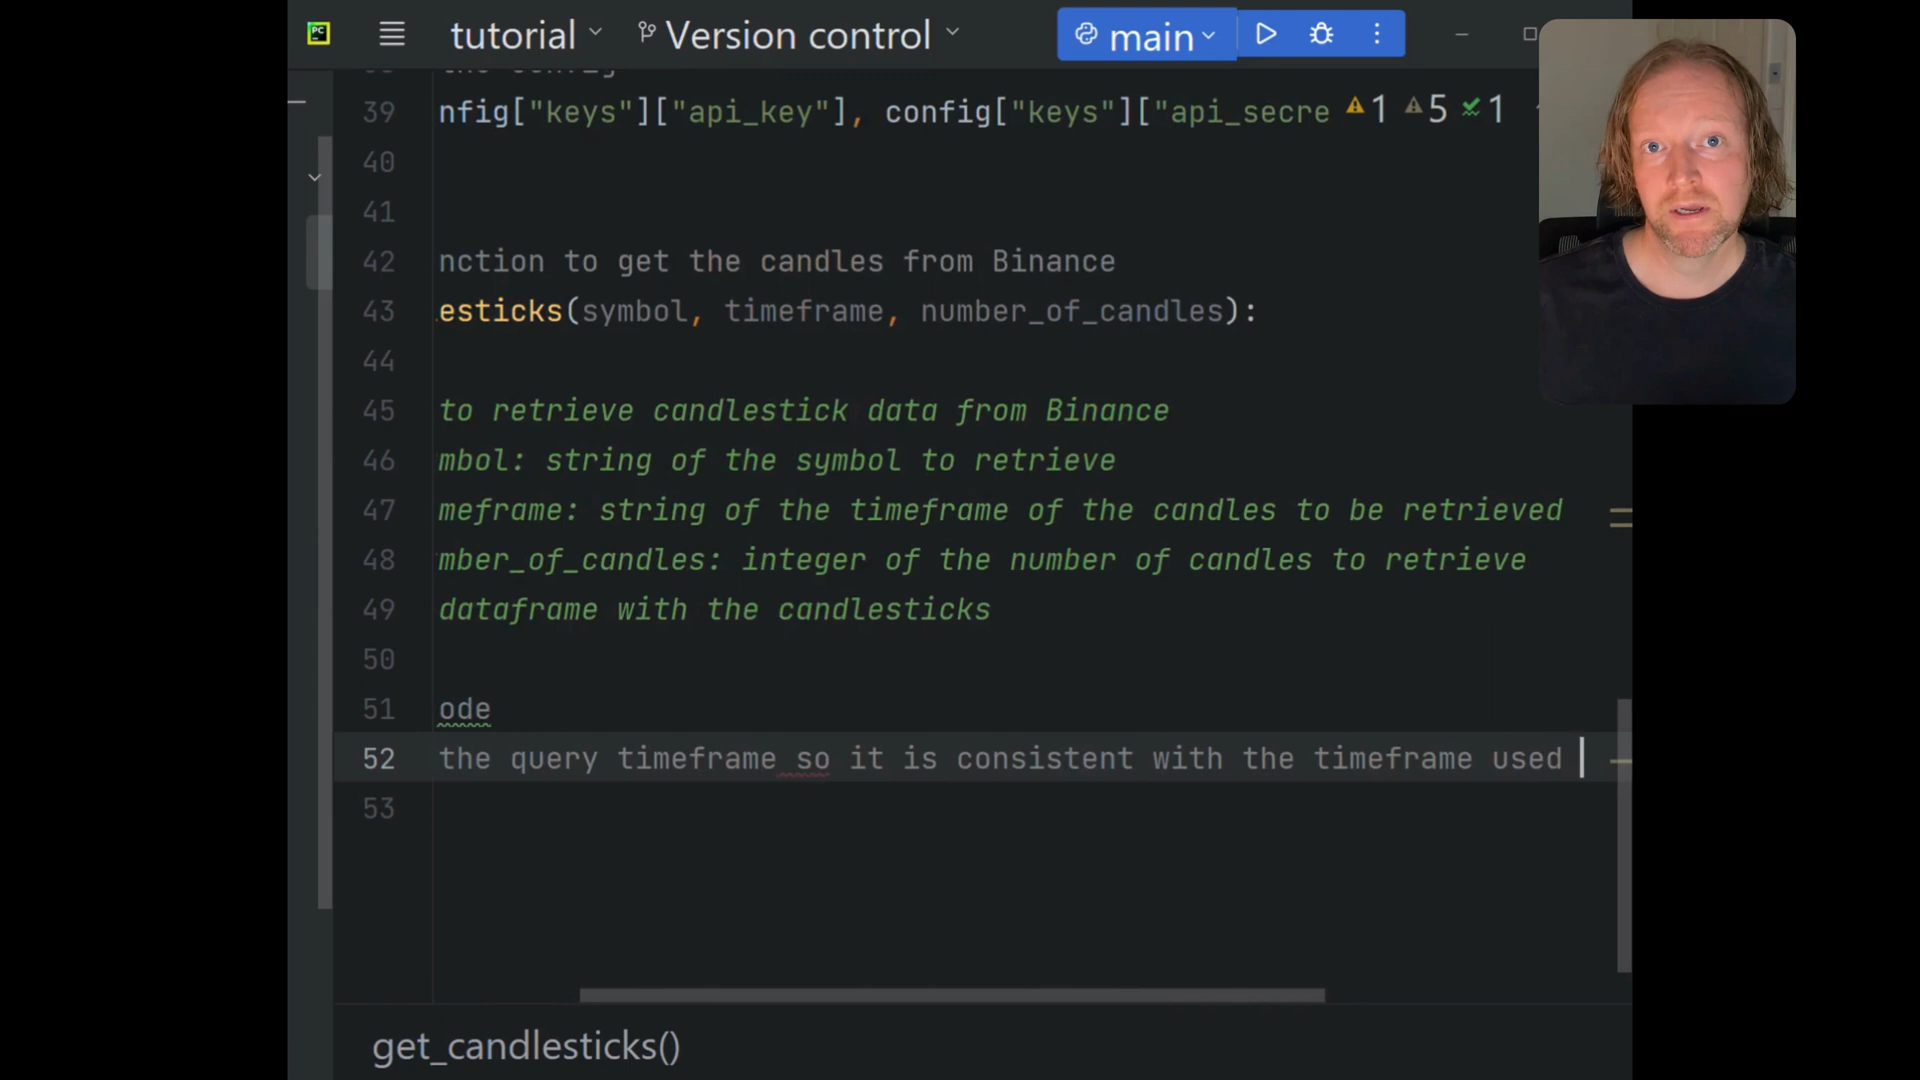 PC
tutorial
Version control
main
39 nfig["keys"]["api_key"], config["keys"]["api_secre
1 5 1
40
41
42 nction to get the candles from Binance
43 esticks(symbol, timeframe, number_of_candles):
44
45 to retrieve candlestick data from Binance
46 mbol: string of the symbol to retrieve
47 meframe: string of the timeframe of the candles to be retrieved
48 mber_of_candles: integer of the number of candles to retrieve
49 dataframe with the candlesticks
50
51 ode
52 the query timeframe so it is consistent with the timeframe used
53
get_candlesticks()